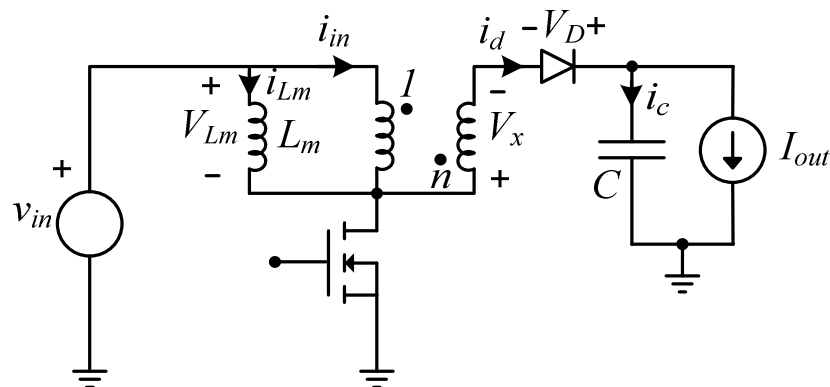 i_in
i_d
- V_D +
+
i_Lm
1
-
i_c
V_Lm
L_m
V_x
I_out
-
n
+
C
+
v_in